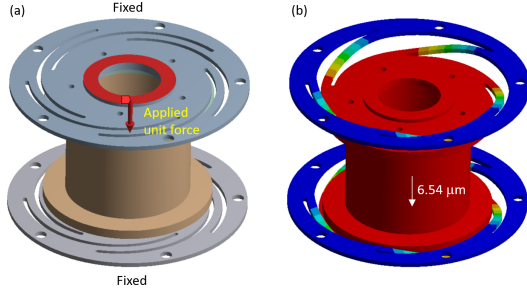 (a)
Fixed
Applied
unit force
Fixed
(b)
6.54 μm